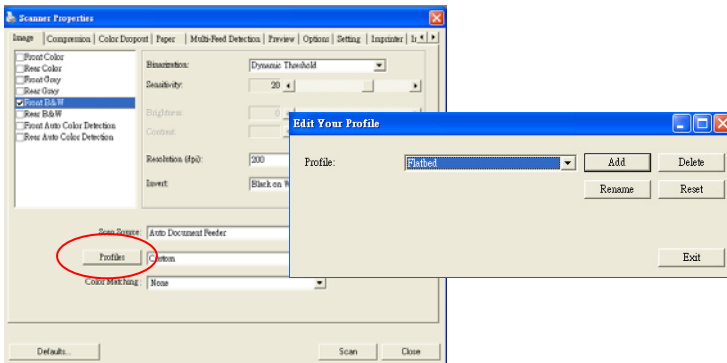 Scanner Properties
Image Compression Color Dropout Paper Multi-Feed Detection Preview Options Setting Imprinter
Front Color
Rear Color
Front Gray
Rear Gray
Front B&W
Rear B&W
Front Auto Color Detection
Rear Auto Color Detection
Binarization: Dynamic Threshold
Sensitivity: 20
Brightness: 0
Contrast:
Resolution (dpi): 200
Invert: Black on W
Scan Source: Auto Document Feeder
Profiles Custom
Color Matching: None
Defaults... Scan Close
Edit Your Profile
Profile: Flatbed Add Delete
Rename Reset
Exit